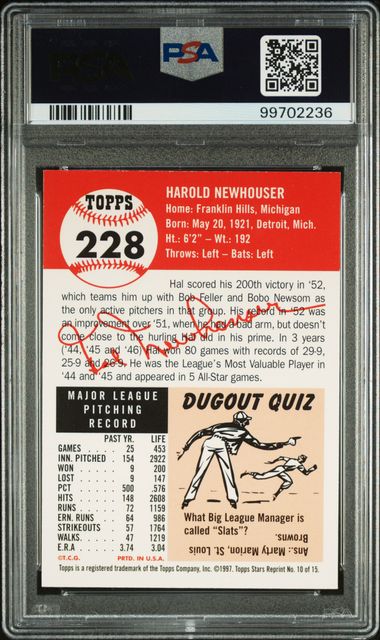 PSA
PSA
99702236
TOPPS
228
HAROLD NEWHOUSER
Home: Franklin Hills, Michigan
Born: May 20, 1921, Detroit, Mich.
Ht.: 6'2" – Wt.: 192
Throws: Left – Bats: Left
Hal scored his 200th victory in '52,
which teams him up with Bob Feller and Bobo Newsom as
the only active pitchers in that group. His record in '52 was
an improvement over '51, when he had a bad arm, but doesn't
come close to the hurling Hal did in his prime. In 3 years
('44, '45 and '46) Hal won 80 games with records of 29-9,
25-9 and 26-9. He was the League's Most Valuable Player in
'44 and '45 and appeared in 5 All-Star games.
Hal Newhouser
MAJOR LEAGUE
PITCHING
RECORD
PAST YR. LIFE
GAMES 25 453
INN. PITCHED 154 2922
WON 9 200
LOST 9 147
PCT 500 .576
HITS 148 2608
RUNS 72 1159
ERN. RUNS 64 986
STRIKEOUTS 57 1764
WALKS 47 1219
E.R.A 3.74 3.04
©T.C.G. PRTD. IN U.S.A.
DUGOUT QUIZ
What Big League Manager is
called "Slats"?
Ans.: Marty Marion, St. Louis
Browns.
Topps is a registered trademark of the Topps Company, Inc. ©1997. Topps Stars Reprint No. 10 of 15.
PSA